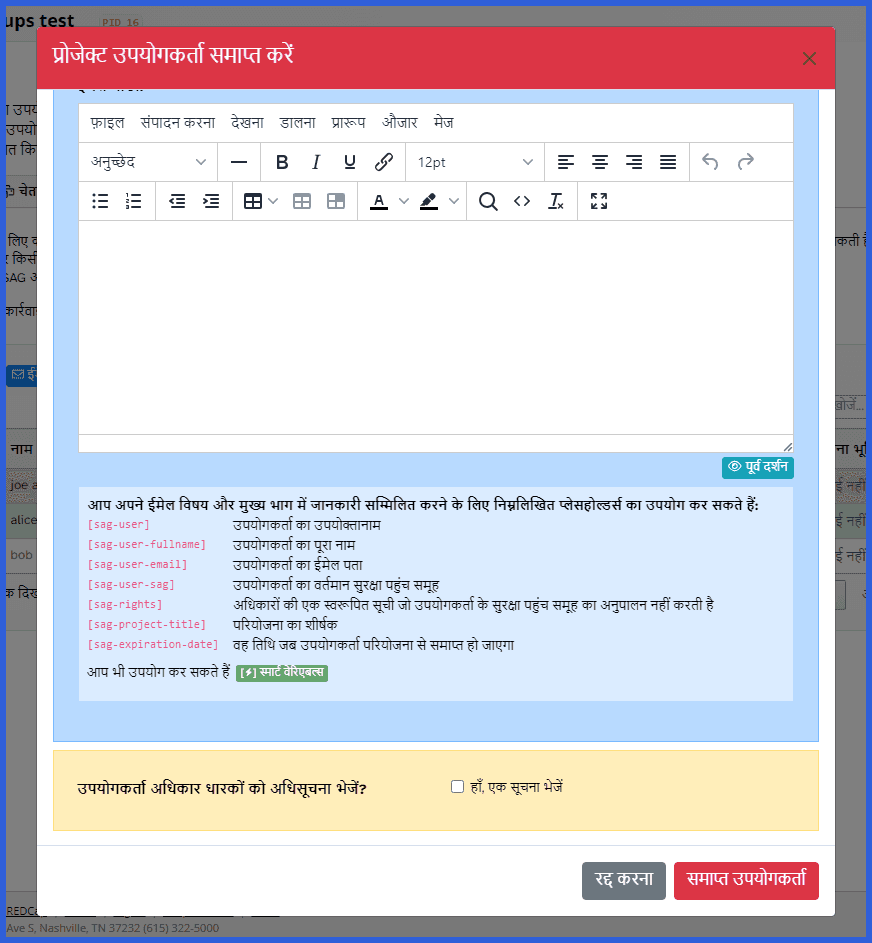 ups test PID 16
प्रोजेक्ट उपयोगकर्ता समाप्त करें
फ़ाइल संपादन करना देखना डालना प्रारूप औजार मेज
अनुच्छेद 12pt
पूर्व दर्शन
आप अपने ईमेल विषय और मुख्य भाग में जानकारी सम्मिलित करने के लिए निम्नलिखित प्लेसहोल्डर्स का उपयोग कर सकते हैं:
[sag-user] उपयोगकर्ता का उपयोक्तानाम
[sag-user-fullname] उपयोगकर्ता का पूरा नाम
[sag-user-email] उपयोगकर्ता का ईमेल पता
[sag-user-sag] उपयोगकर्ता का वर्तमान सुरक्षा पहुंच समूह
[sag-rights] अधिकारों की एक स्वरूपित सूची जो उपयोगकर्ता के सुरक्षा पहुंच समूह का अनुपालन नहीं करती है
[sag-project-title] परियोजना का शीर्षक
[sag-expiration-date] वह तिथि जब उपयोगकर्ता परियोजना से समाप्त हो जाएगा
आप भी उपयोग कर सकते हैं [⚡] स्मार्ट वेरिएबल्स
उपयोगकर्ता अधिकार धारकों को अधिसूचना भेजें? हाँ, एक सूचना भेजें
रद्द करना समाप्त उपयोगकर्ता
नाम
joe
alice
bob
Ave S, Nashville, TN 37232 (615) 322-5000